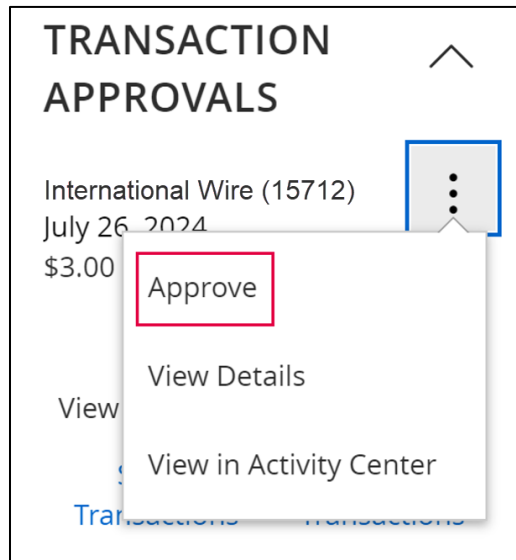 TRANSACTION
APPROVALS
International Wire (15712)
July 26, 2024
$3.00
Approve
View Details
View
View in Activity Center
Transactions Transactions